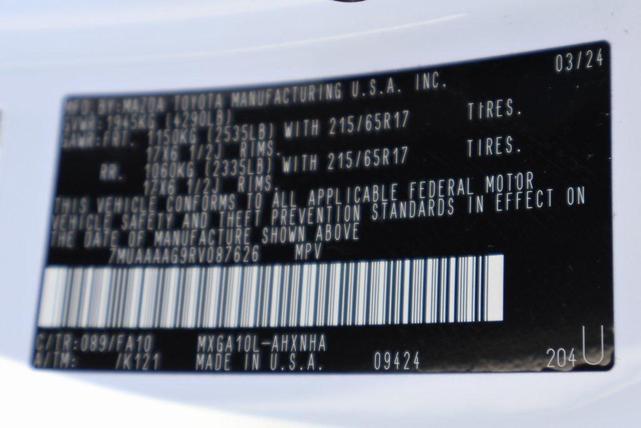 03/24
MFD BY: MAZDA TOYOTA MANUFACTURING U.S.A. INC.
GVWR 1945KG (4290LB)
GAWR: FRT. 1150KG (2535LB) WITH 215/65R17 TIRES.
17X6 1/2J RIMS.
RR. 1060KG (2335LB) WITH 215/65R17 TIRES.
17X6 1/2J RIMS.
THIS VEHICLE CONFORMS TO ALL APPLICABLE FEDERAL MOTOR
VEHICLE SAFETY AND THEFT PREVENTION STANDARDS IN EFFECT ON
THE DATE OF MANUFACTURE SHOWN ABOVE
7MUAAAAG9RV087626 MPV
C/TR: 089/FA10 MXGA10L-AHXNHA
A/TM: /K121 MADE IN U.S.A. 09424
204 U